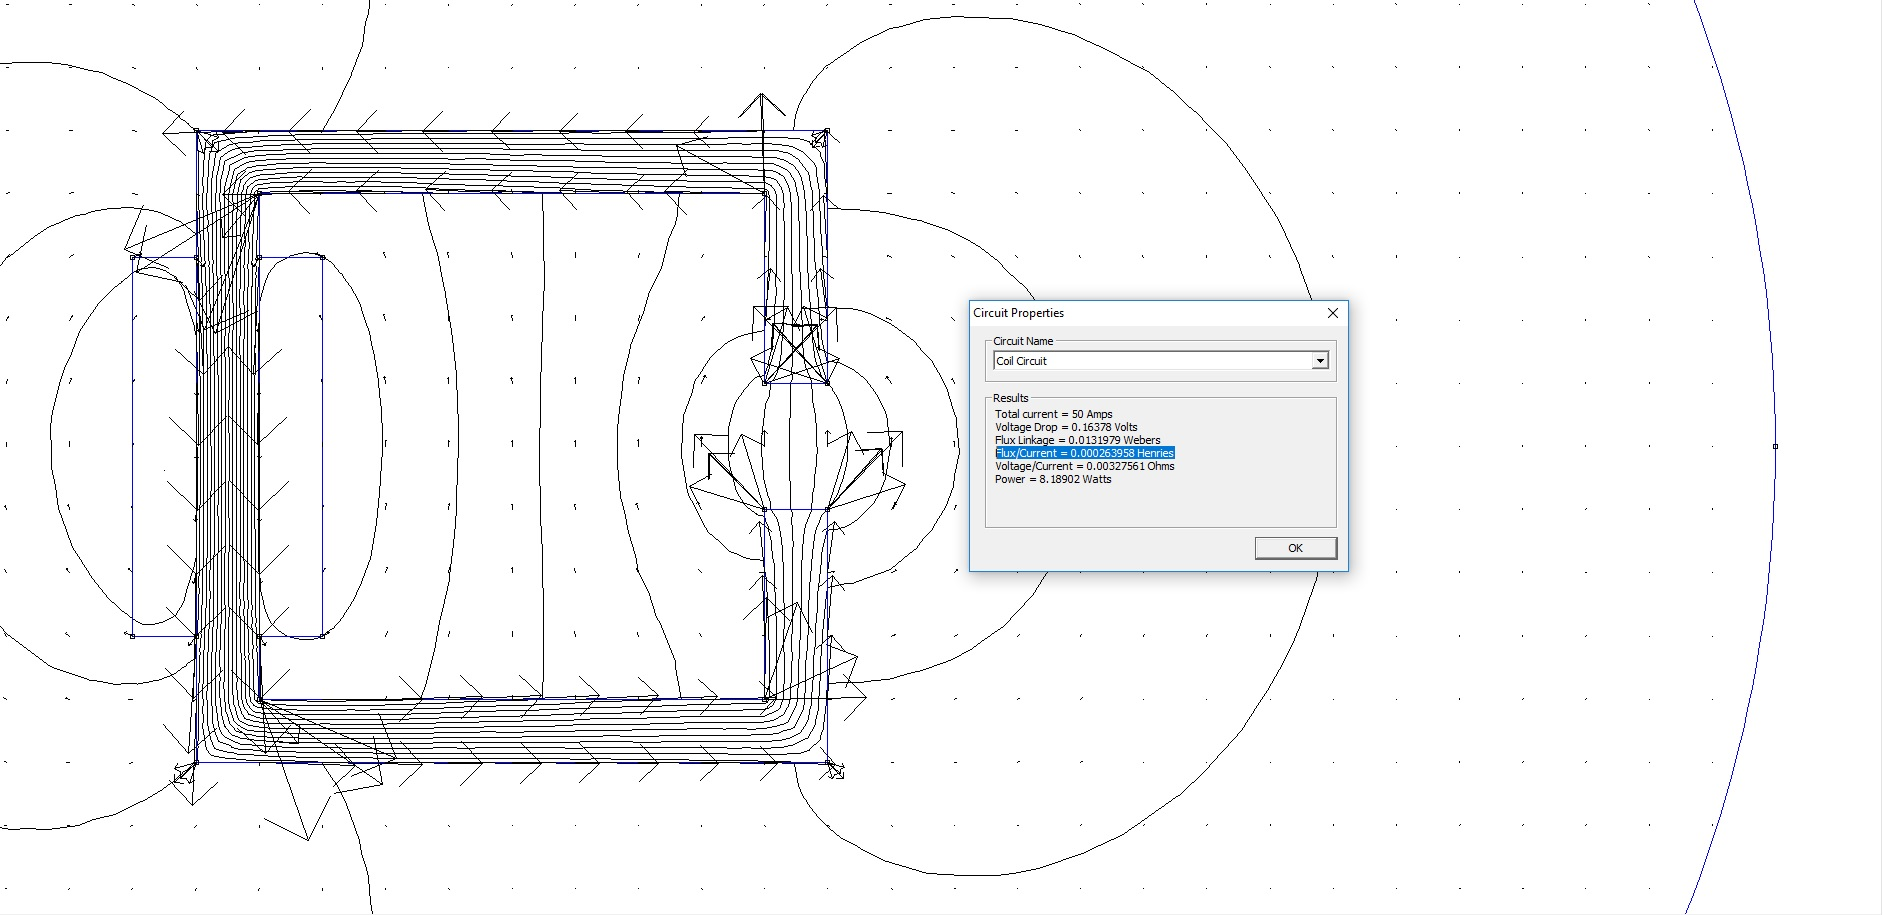 Circuit Properties
Circuit Name
Coil Circuit
Results
Total current = 50 Amps
Voltage Drop = 0.16378 Volts
Flux Linkage = 0.0131979 Webers
Flux/Current = 0.000263958 Henries
Voltage/Current = 0.00327561 Ohms
Power = 8.18902 Watts
OK